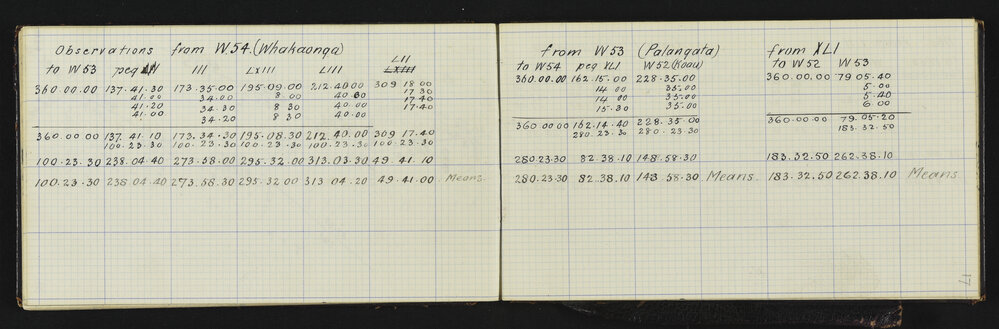 Observations from W54. (Whakaonga)
to W53 peg III LXIII LIII LII
360.00.00 137.41.30 173.35.00 195.09.00 212.40.00 309 18.00
41.00 34.00 8 00 40 30 17 30
41.20 34.30 8 30 40.00 17.40
41.00 34.20 8 30 40.00 17.40
360.00 00 137. 41. 10 173. 34. 30 195.08.30 212. 40. 00 309 17.40
100.23.30 100.23.30 100.23.30 100.23.30 100 23.30
100.23.30 238.04.40 273.58.00 295.32.00 313.03.30 49.41.10
100.23.30 238 04.40 273.58.30 295.32.00 313 04.20 49.41.00 Means
from W53 (Palangata)
to W54 peg XLI W52 (Koau)
360.00.00 162.15.00 228.35.00
14 00 35.00
14 00 35.00
15.30 35.00
360 00 00 162.14.40 228.35 00
280.23.30 280.23.30
280.23.30 82.38.10 148.58.30
280.23.30 82.38.10 148.58.30 Means.
from XLI
to W52 W53
360.00.00 79 05.40
5 00
5.40
6 00
360.00.00 79.05.20
183.32.50
183.32.50 262.38.10
183.32.50 262.38.10 Means
17